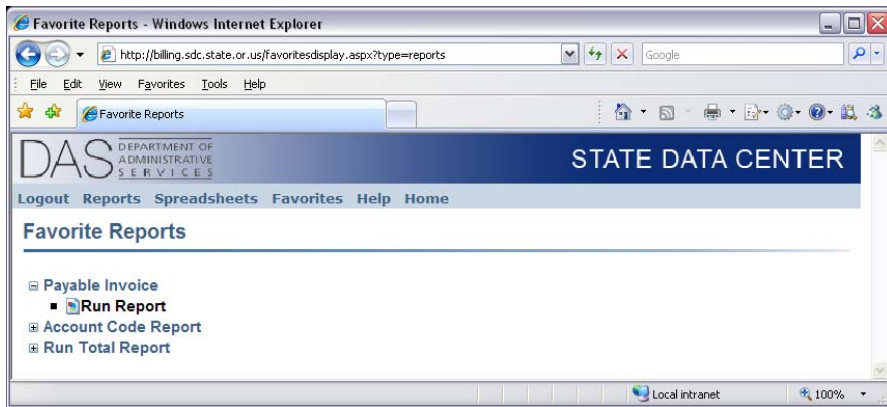 Favorite Reports - Windows Internet Explorer
http://billing.sdc.state.or.us/favoritesdisplay.aspx?type=reports
Google
File Edit View Favorites Tools Help
Favorite Reports
DAS DEPARTMENT OF
ADMINISTRATIVE
SERVICES
STATE DATA CENTER
Logout Reports Spreadsheets Favorites Help Home
Favorite Reports
Payable Invoice
Run Report
Account Code Report
Run Total Report
Local intranet
100%